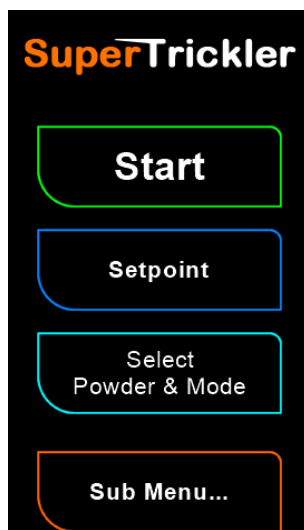 SuperTrickler
Start
Setpoint
Select
Powder & Mode
Sub Menu...